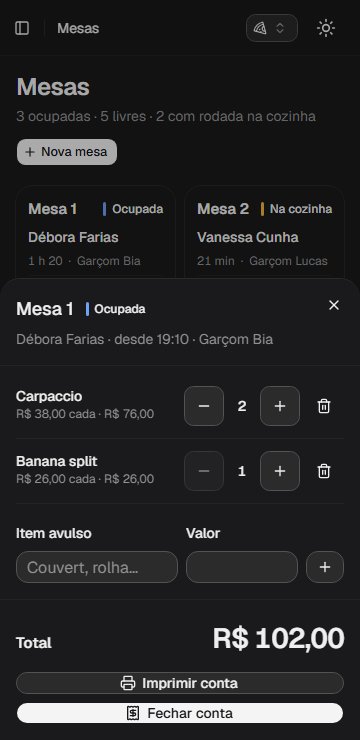 Mesas
Mesas
3 ocupadas · 5 livres · 2 com rodada na cozinha
+ Nova mesa
Mesa 1 Ocupada
Débora Farias
1 h 20 · Garçom Bia
Mesa 2 Na cozinha
Vanessa Cunha
21 min · Garçom Lucas
Mesa 1 Ocupada
Débora Farias · desde 19:10 · Garçom Bia
Carpaccio
R$ 38,00 cada · R$ 76,00
2
Banana split
R$ 26,00 cada · R$ 26,00
1
Item avulso Valor
Couvert, rolha...
Total R$ 102,00
Imprimir conta
Fechar conta